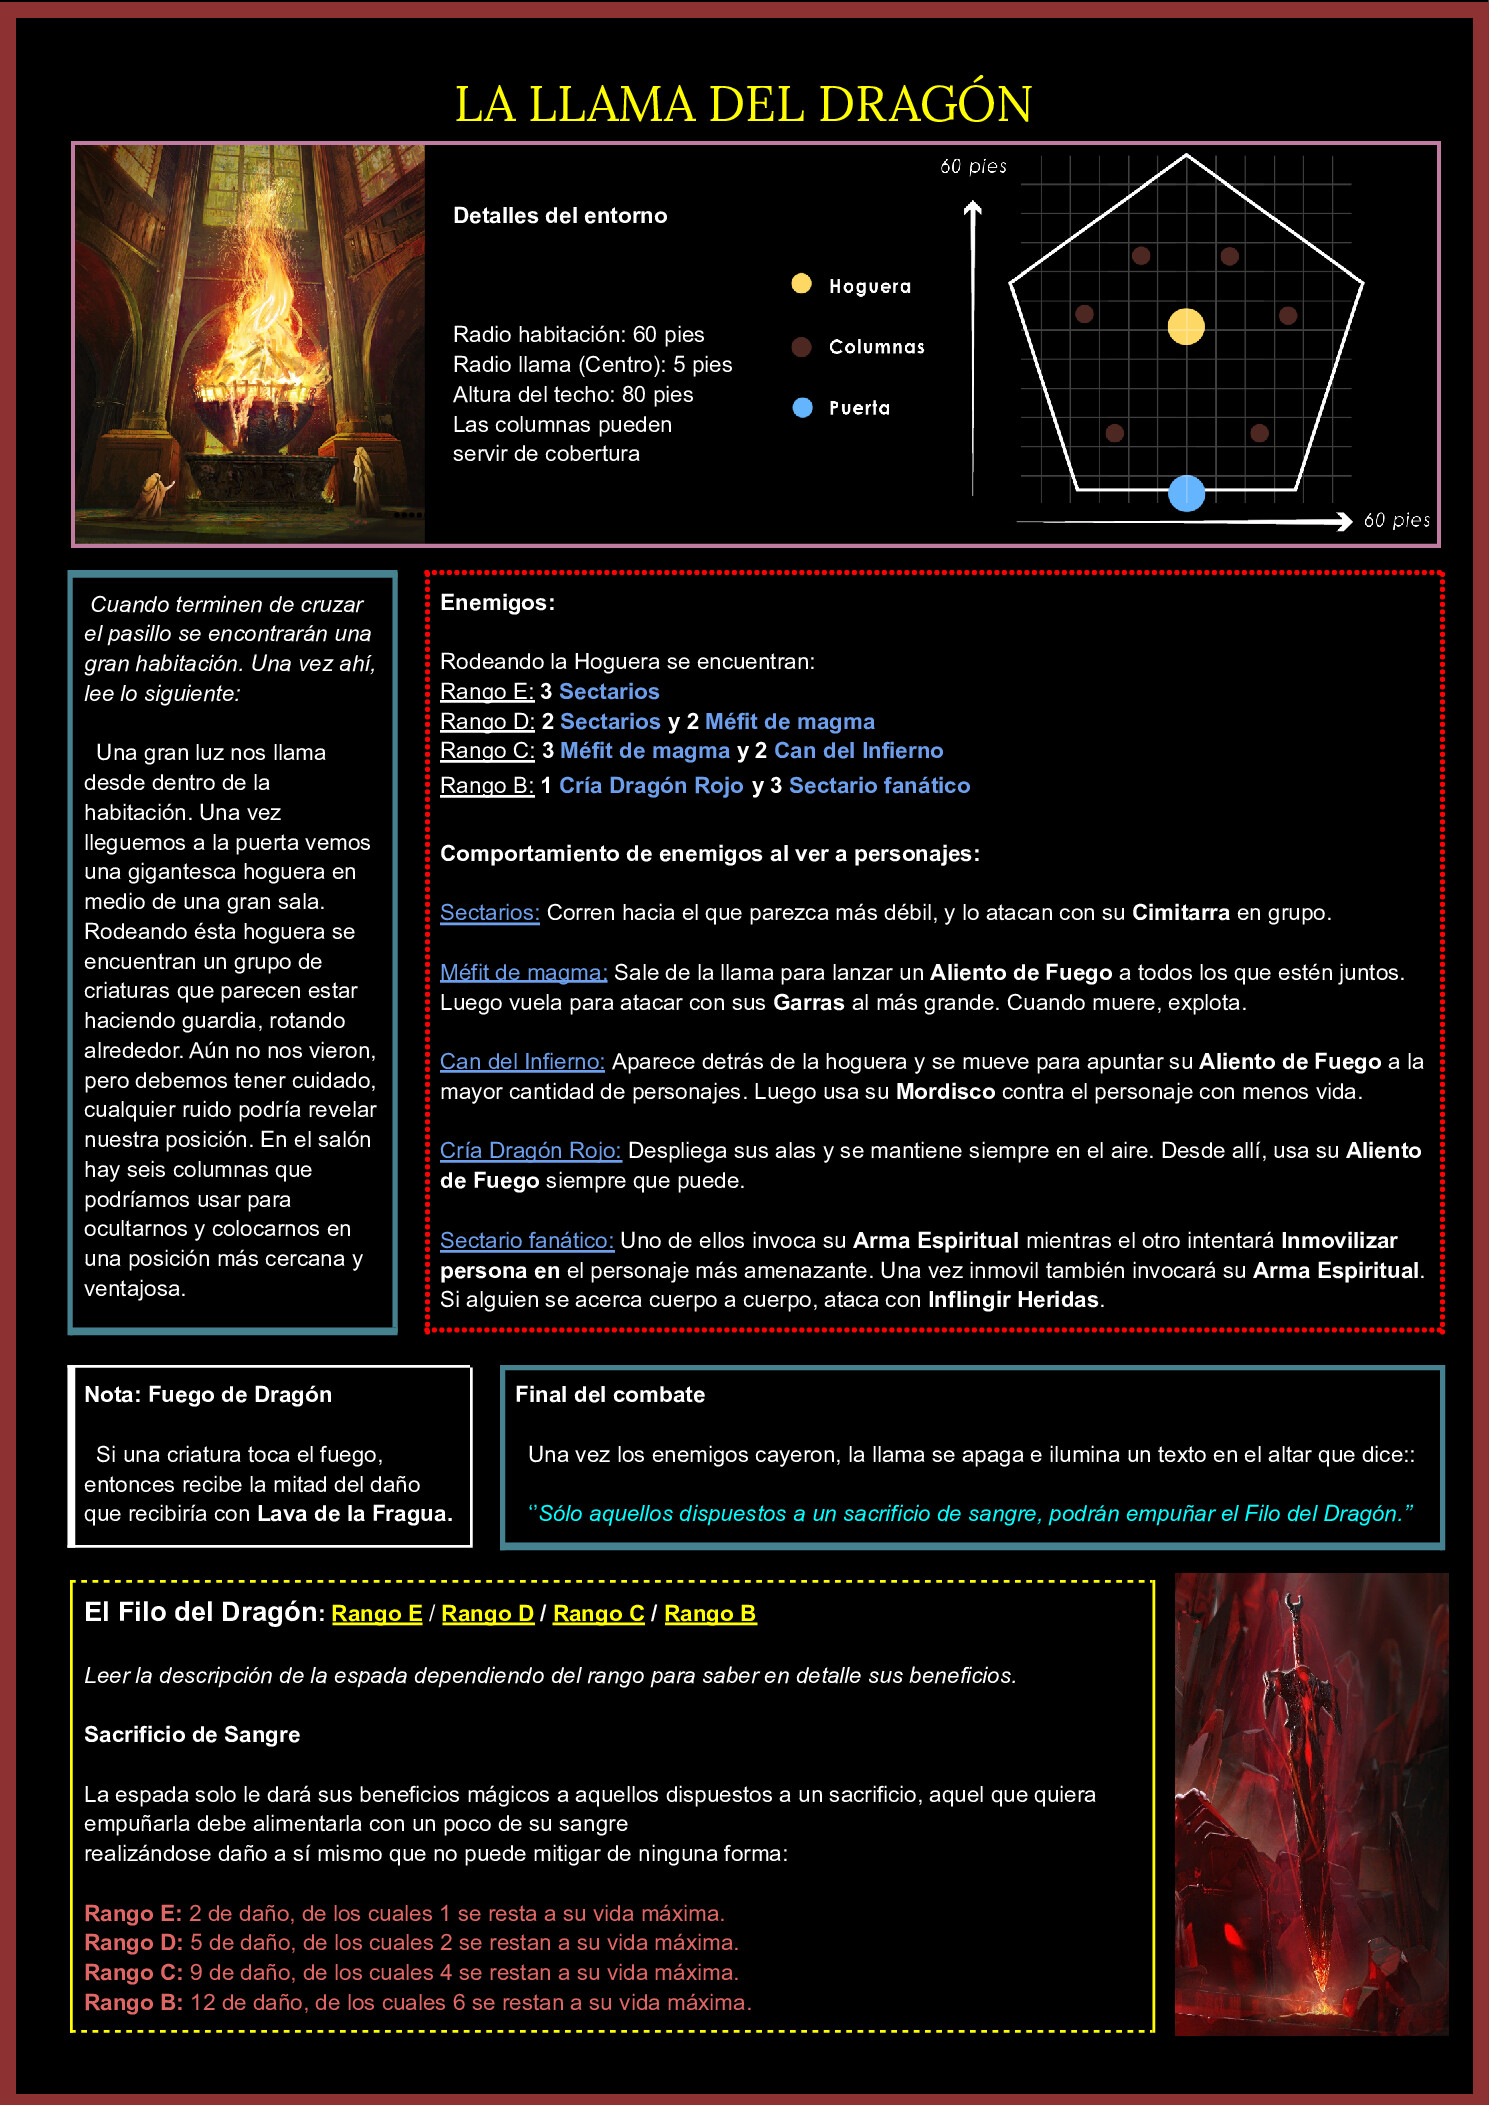 LA LLAMA DEL DRAGÓN
Detalles del entorno
Radio habitación: 60 pies
Radio llama (Centro): 5 pies
Altura del techo: 80 pies
Las columnas pueden
servir de cobertura
Hoguera
Columnas
Puerta
60 pies
60 pies
Cuando terminen de cruzar
el pasillo se encontrarán una
gran habitación. Una vez ahí,
lee lo siguiente:
Una gran luz nos llama
desde dentro de la
habitación. Una vez
lleguemos a la puerta vemos
una gigantesca hoguera en
medio de una gran sala.
Rodeando ésta hoguera se
encuentran un grupo de
criaturas que parecen estar
haciendo guardia, rotando
alrededor. Aún no nos vieron,
pero debemos tener cuidado,
cualquier ruido podría revelar
nuestra posición. En el salón
hay seis columnas que
podríamos usar para
ocultarnos y colocarnos en
una posición más cercana y
ventajosa.
Enemigos:
Rodeando la Hoguera se encuentran:
Rango E: 3 Sectarios
Rango D: 2 Sectarios y 2 Méfit de magma
Rango C: 3 Méfit de magma y 2 Can del Infierno
Rango B: 1 Cría Dragón Rojo y 3 Sectario fanático
Comportamiento de enemigos al ver a personajes:
Sectarios: Corren hacia el que parezca más débil, y lo atacan con su Cimitarra en grupo.
Méfit de magma: Sale de la llama para lanzar un Aliento de Fuego a todos los que estén juntos.
Luego vuela para atacar con sus Garras al más grande. Cuando muere, explota.
Can del Infierno: Aparece detrás de la hoguera y se mueve para apuntar su Aliento de Fuego a la
mayor cantidad de personajes. Luego usa su Mordisco contra el personaje con menos vida.
Cría Dragón Rojo: Despliega sus alas y se mantiene siempre en el aire. Desde allí, usa su Aliento
de Fuego siempre que puede.
Sectario fanático: Uno de ellos invoca su Arma Espiritual mientras el otro intentará Inmovilizar
persona en el personaje más amenazante. Una vez inmovil también invocará su Arma Espiritual.
Si alguien se acerca cuerpo a cuerpo, ataca con Inflingir Heridas.
Nota: Fuego de Dragón
Si una criatura toca el fuego,
entonces recibe la mitad del daño
que recibiría con Lava de la Fragua.
Final del combate
Una vez los enemigos cayeron, la llama se apaga e ilumina un texto en el altar que dice::
‘’Sólo aquellos dispuestos a un sacrificio de sangre, podrán empuñar el Filo del Dragón.’’
El Filo del Dragón: Rango E / Rango D / Rango C / Rango B
Leer la descripción de la espada dependiendo del rango para saber en detalle sus beneficios.
Sacrificio de Sangre
La espada solo le dará sus beneficios mágicos a aquellos dispuestos a un sacrificio, aquel que quiera
empuñarla debe alimentarla con un poco de su sangre
realizándose daño a sí mismo que no puede mitigar de ninguna forma:
Rango E: 2 de daño, de los cuales 1 se resta a su vida máxima.
Rango D: 5 de daño, de los cuales 2 se restan a su vida máxima.
Rango C: 9 de daño, de los cuales 4 se restan a su vida máxima.
Rango B: 12 de daño, de los cuales 6 se restan a su vida máxima.